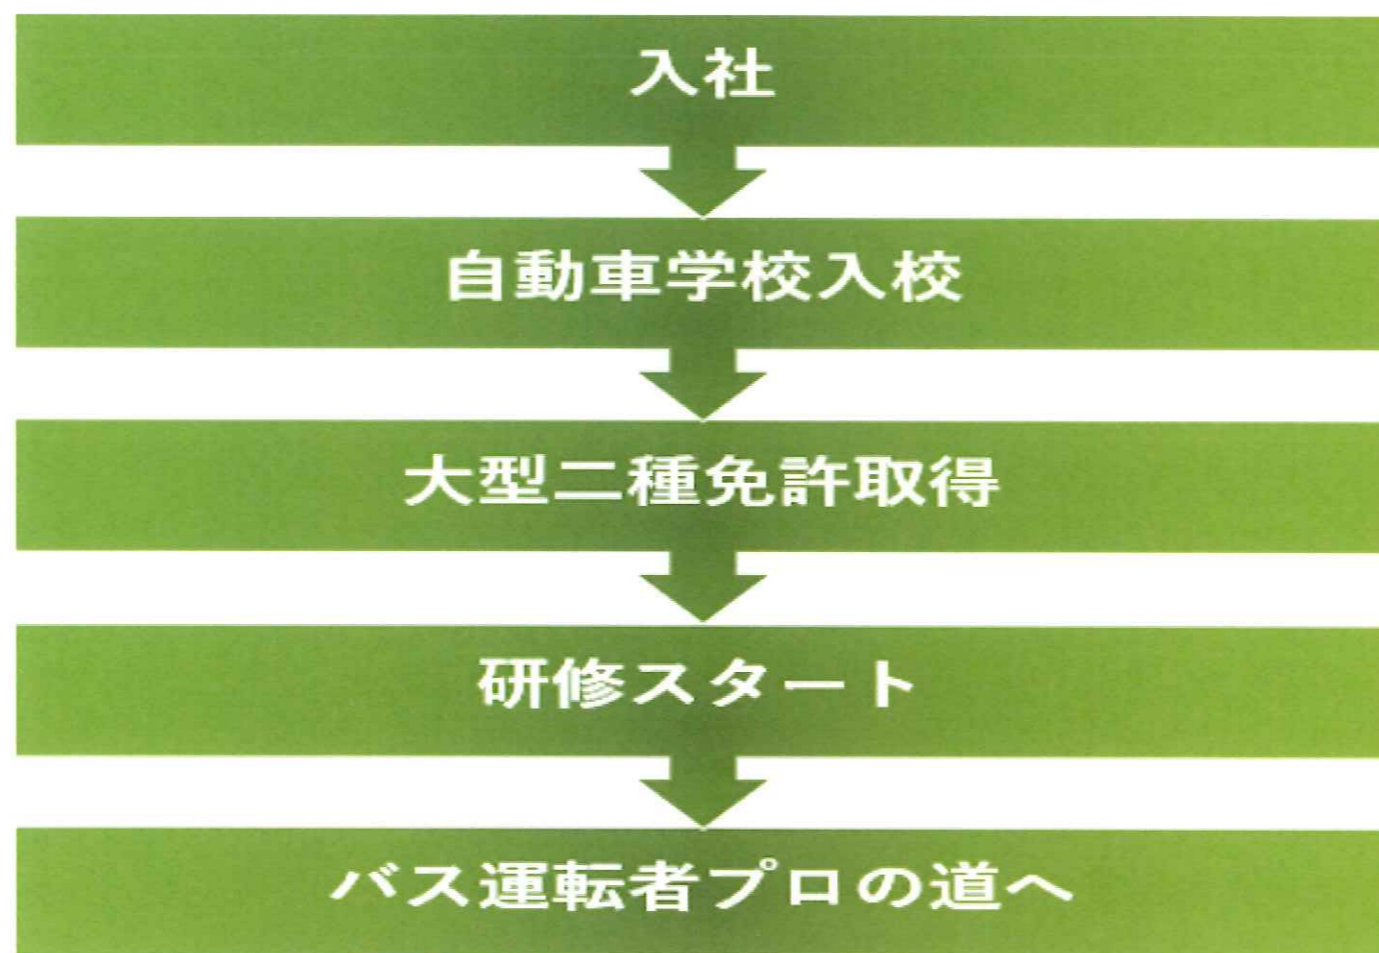 入社
自動車学校入校
大型二種免許取得
研修スタート
バス運転者プロの道へ